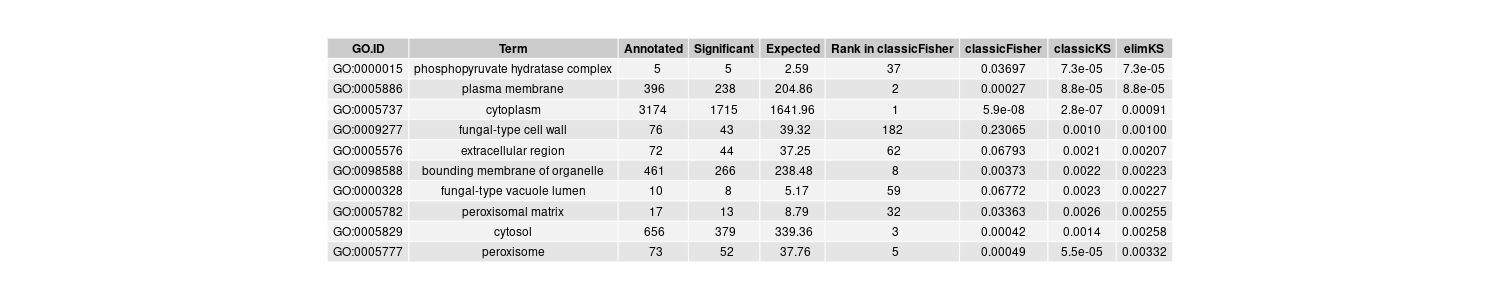 GO.ID Term Annotated Significant Expected Rank in classicFisher classicFisher classicKS elimKS
GO:0000015 phosphopyruvate hydratase complex 5 5 2.59 37 0.03697 7.3e-05 7.3e-05
GO:0005886 plasma membrane 396 238 204.86 2 0.00027 8.8e-05 8.8e-05
GO:0005737 cytoplasm 3174 1715 1641.96 1 5.9e-08 2.8e-07 0.00091
GO:0009277 fungal-type cell wall 76 43 39.32 182 0.23065 0.0010 0.00100
GO:0005576 extracellular region 72 44 37.25 62 0.06793 0.0021 0.00207
GO:0098588 bounding membrane of organelle 461 266 238.48 8 0.00373 0.0022 0.00223
GO:0000328 fungal-type vacuole lumen 10 8 5.17 59 0.06772 0.0023 0.00227
GO:0005782 peroxisomal matrix 17 13 8.79 32 0.03363 0.0026 0.00255
GO:0005829 cytosol 656 379 339.36 3 0.00042 0.0014 0.00258
GO:0005777 peroxisome 73 52 37.76 5 0.00049 5.5e-05 0.00332